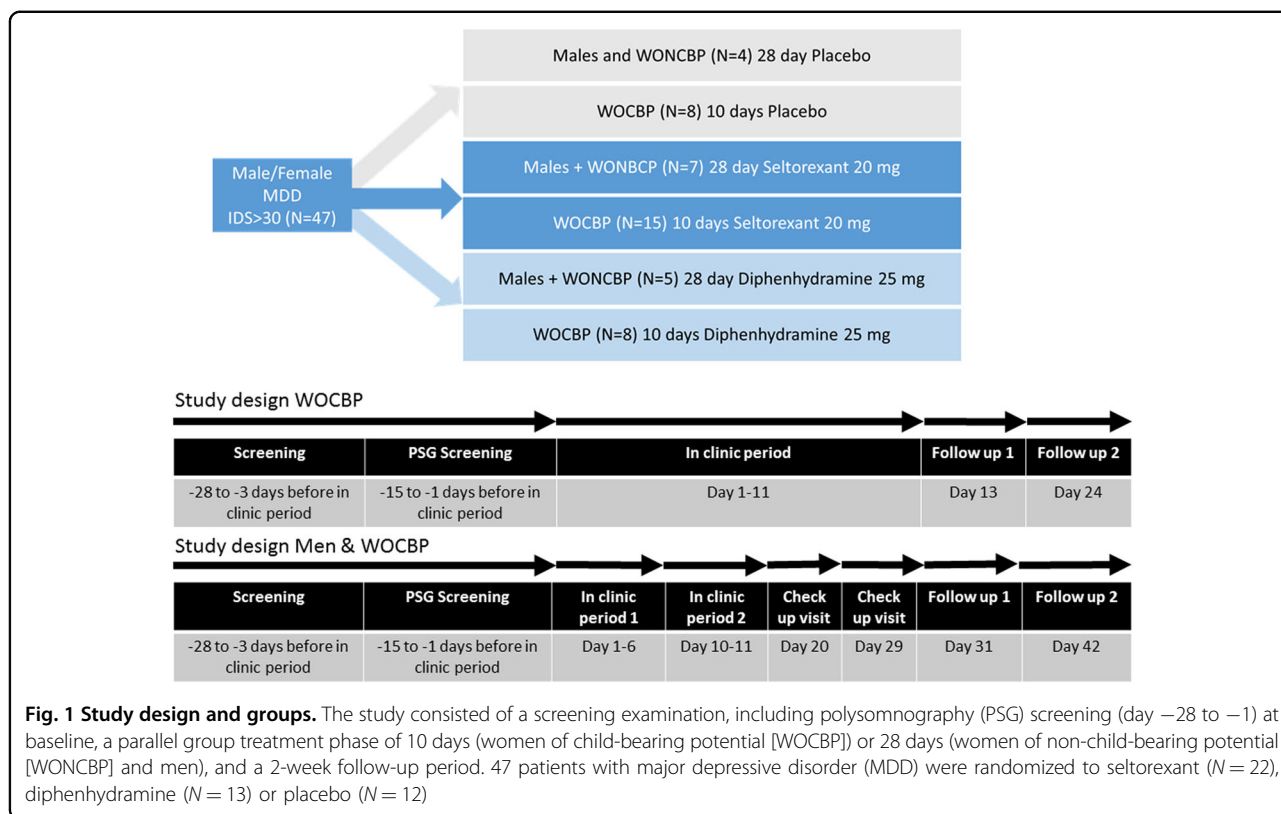 Males and WONCBP (N=4) 28 day Placebo
WOCBP (N=8) 10 days Placebo
Males + WONBCP (N=7) 28 day Seltorexant 20 mg
WOCBP (N=15) 10 days Seltorexant 20 mg
Males + WONCBP (N=5) 28 day Diphenhydramine 25 mg
WOCBP (N=8) 10 days Diphenhydramine 25 mg
Male/Female
MDD
IDS>30 (N=47)
Study design WOCBP
Screening PSG Screening In clinic period Follow up 1 Follow up 2
-28 to -3 days before in clinic period -15 to -1 days before in clinic period Day 1-11 Day 13 Day 24
Study design Men & WOCBP
Screening PSG Screening In clinic period 1 In clinic period 2 Check up visit Check up visit Follow up 1 Follow up 2
-28 to -3 days before in clinic period -15 to -1 days before in clinic period Day 1-6 Day 10-11 Day 20 Day 29 Day 31 Day 42
Fig. 1 Study design and groups. The study consisted of a screening examination, including polysomnography (PSG) screening (day −28 to −1) at
baseline, a parallel group treatment phase of 10 days (women of child-bearing potential [WOCBP]) or 28 days (women of non-child-bearing potential
[WONCBP] and men), and a 2-week follow-up period. 47 patients with major depressive disorder (MDD) were randomized to seltorexant (N = 22),
diphenhydramine (N = 13) or placebo (N = 12)